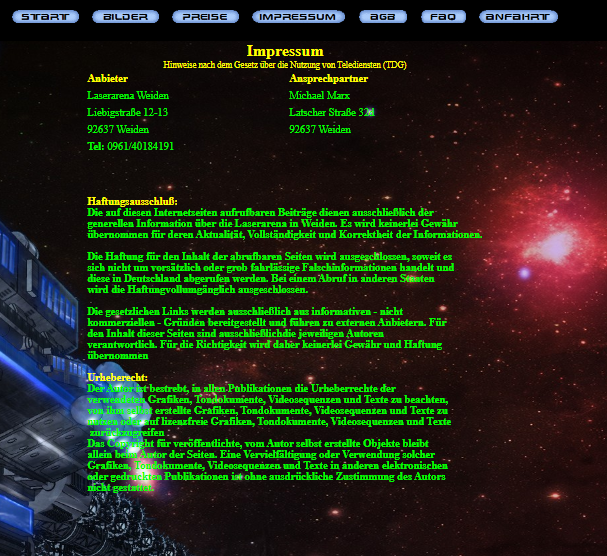 START BILDER PREISE IMPRESSUM AGB FAQ ANFAHRT
Impressum
Hinweise nach dem Gesetz über die Nutzung von Telediensten (TDG)
Anbieter Ansprechpartner
Laserarena Weiden Michael Marx
Liebigstraße 12-13 Latscher Straße 32d
92637 Weiden 92637 Weiden
Tel: 0961/40184191
Haftungsausschluß:
Die auf diesen Internetseiten aufrufbaren Beiträge dienen ausschließlich der
generellen Information über die Laserarena in Weiden. Es wird keinerlei Gewähr
übernommen für deren Aktualität, Vollständigkeit und Korrektheit der Informationen.
Die Haftung für den Inhalt der abrufbaren Seiten wird ausgeschlossen, soweit es
sich nicht um vorsätzlich oder grob fahrlässige Falschinformationen handelt und
diese in Deutschland abgerufen werden. Bei einem Abruf in anderen Staaten
wird die Haftungvollumgänglich ausgeschlossen.
Die gesetzlichen Links werden ausschließlich aus informativen - nicht
kommerziellen - Gründen bereitgestellt und führen zu externen Anbietern. Für
den Inhalt dieser Seiten sind ausschließlichdie jeweiligen Autoren
verantwortlich. Für die Richtigkeit wird daher keinerlei Gewähr und Haftung
übernommen
Urheberecht:
Der Autor ist bestrebt, in allen Publikationen die Urheberrechte der
verwendeten Grafiken, Tondokumente, Videosequenzen und Texte zu beachten,
von ihm selbst erstellte Grafiken, Tondokumente, Videosequenzen und Texte zu
nutzen oder auf lizenzfreie Grafiken, Tondokumente, Videosequenzen und Texte
zurückzugreifen .
Das Copyright für veröffentlichte, vom Autor selbst erstellte Objekte bleibt
allein beim Autor der Seiten. Eine Vervielfältigung oder Verwendung solcher
Grafiken, Tondokumente, Videosequenzen und Texte in anderen elektronischen
oder gedruckten Publikationen ist ohne ausdrückliche Zustimmung des Autors
nicht gestattet.